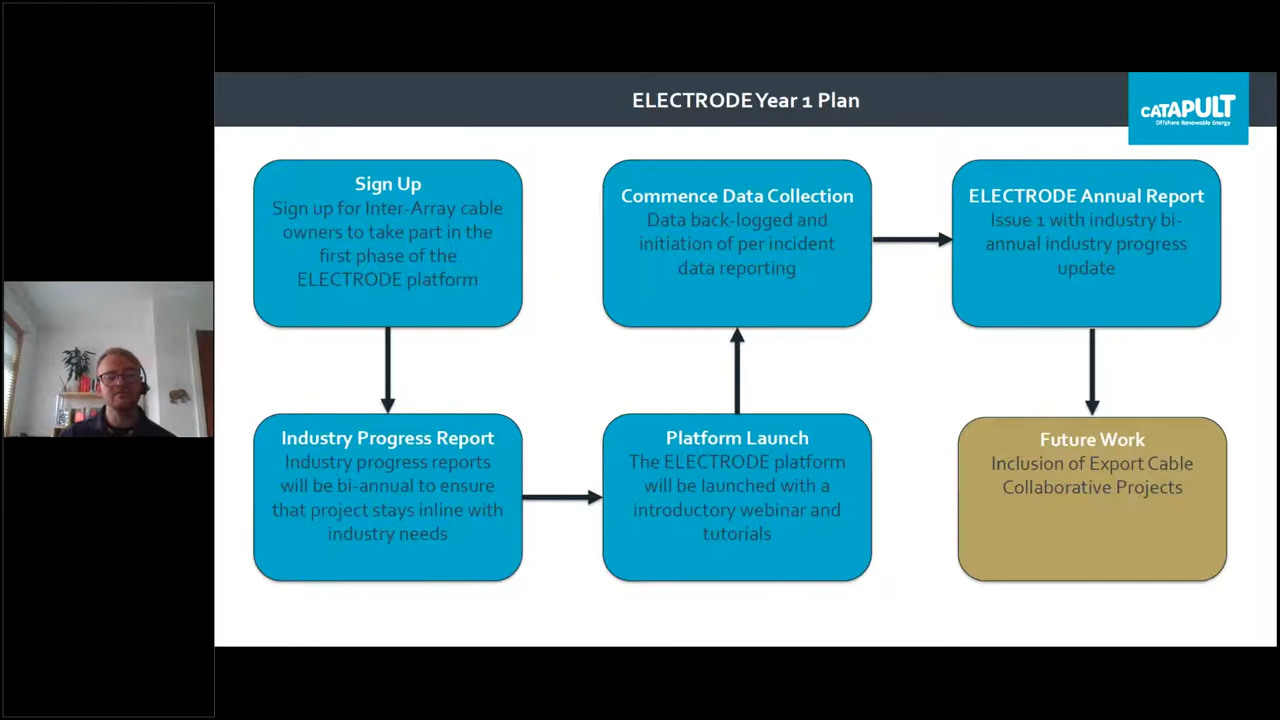 ELECTRODE Year 1 Plan
CATAPULT
Offshore Renewable Energy
Sign Up
Sign up for Inter-Array cable
owners to take part in the
first phase of the
ELECTRODE platform
Industry Progress Report
Industry progress reports
will be bi-annual to ensure
that project stays inline with
industry needs
Platform Launch
The ELECTRODE platform
will be launched with a
introductory webinar and
tutorials
Commence Data Collection
Data back-logged and
initiation of per incident
data reporting
ELECTRODE Annual Report
Issue 1 with industry bi-
annual industry progress
update
Future Work
Inclusion of Export Cable
Collaborative Projects